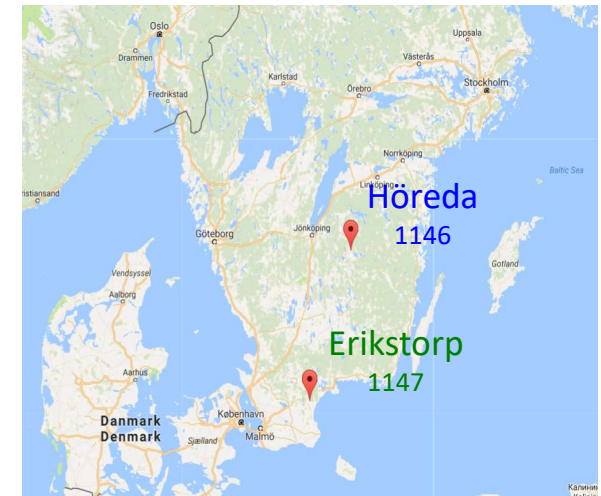 Oslo
Uppsala
Drammen
Västerås
Karlstad
Örebro
Stockholm
Fredrikstad
Norrköping
Baltic Sea
Linköping
istiansand
Höreda
1146
Jönköping
Göteborg
Gotland
Vendsyssel
Aalborg
Erikstorp
1147
Aarhus
København
Danmark
Denmark
Sjælland
Malmö